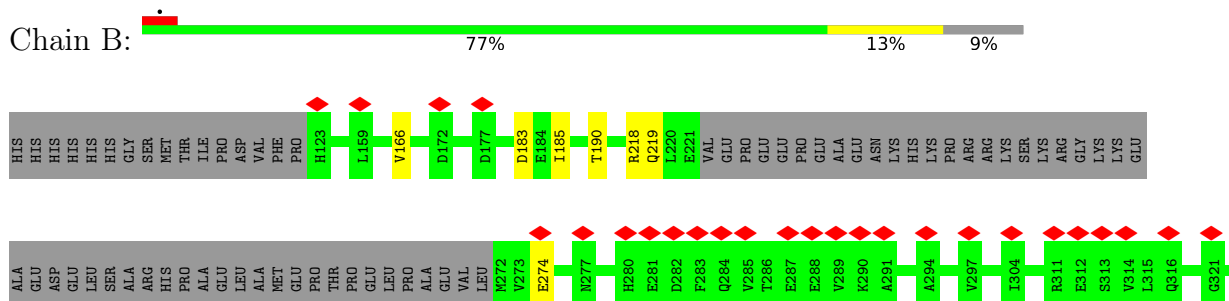 Chain B:
77% 13% 9%
HIS HIS HIS HIS HIS HIS GLY SER MET THR ILE PRO ASP VAL PHE PRO H123 L159 V166 D172 D177 D183 E184 I185 T190 R218 Q219 L220 E221 VAL GLU PRO GLU GLU PRO GLU ALA GLU ASN LYS HIS LYS PRO ARG ARG LYS SER LYS ARG GLY LYS LYS GLU
ALA GLU ASP GLU LEU SER ALA ARG HIS PRO ALA GLU LEU ALA MET GLU PRO THR PRO GLU LEU PRO ALA GLU VAL LEU M272 V273 E274 N277 H280 E281 D282 F283 Q284 V285 T286 E287 E288 V289 K290 A291 A294 V297 I304 R311 E312 S313 V314 L315 Q316 G321